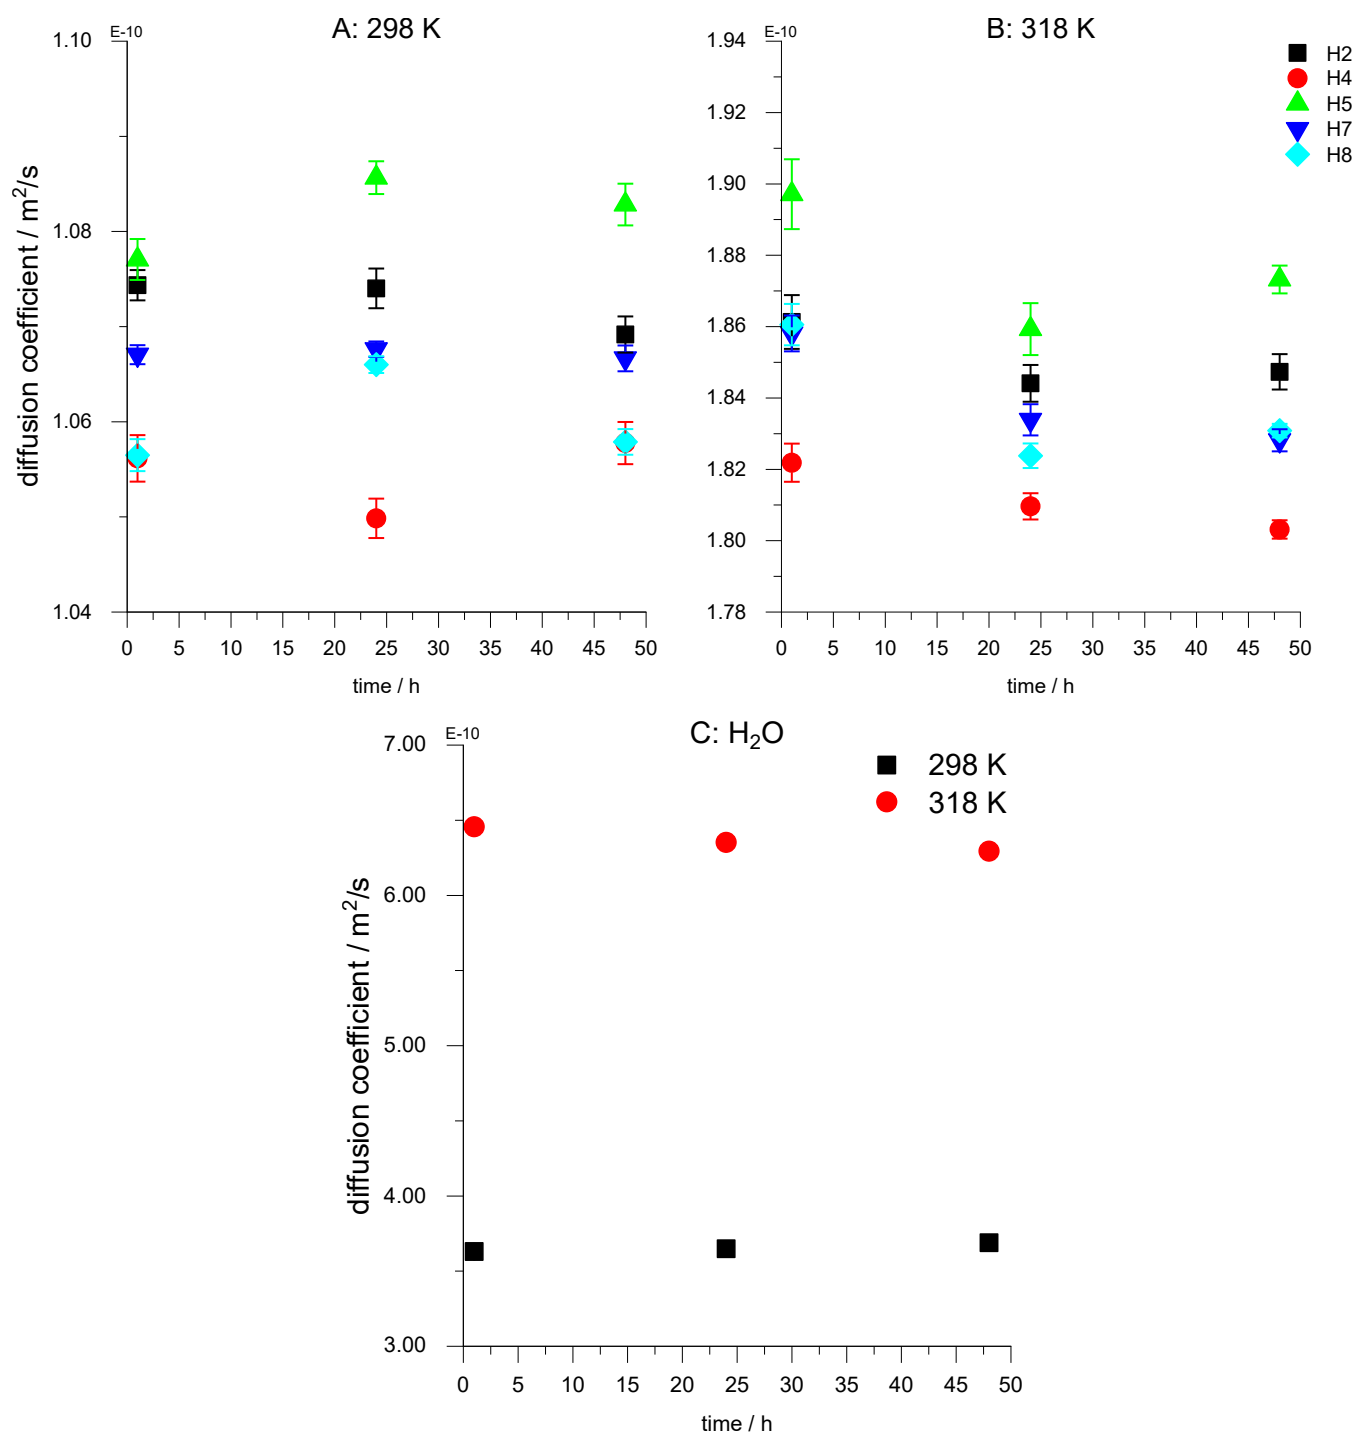 A: 298 K
E-10
1.10
1.08
1.06
1.04
diffusion coefficient / m²/s
0 5 10 15 20 25 30 35 40 45 50
time / h
B: 318 K
E-10
1.94
1.92
1.90
1.88
1.86
1.84
1.82
1.80
1.78
0 5 10 15 20 25 30 35 40 45 50
time / h
H2
H4
H5
H7
H8
C: H₂O
E-10
7.00
6.00
5.00
4.00
3.00
diffusion coefficient / m²/s
298 K
318 K
0 5 10 15 20 25 30 35 40 45 50
time / h